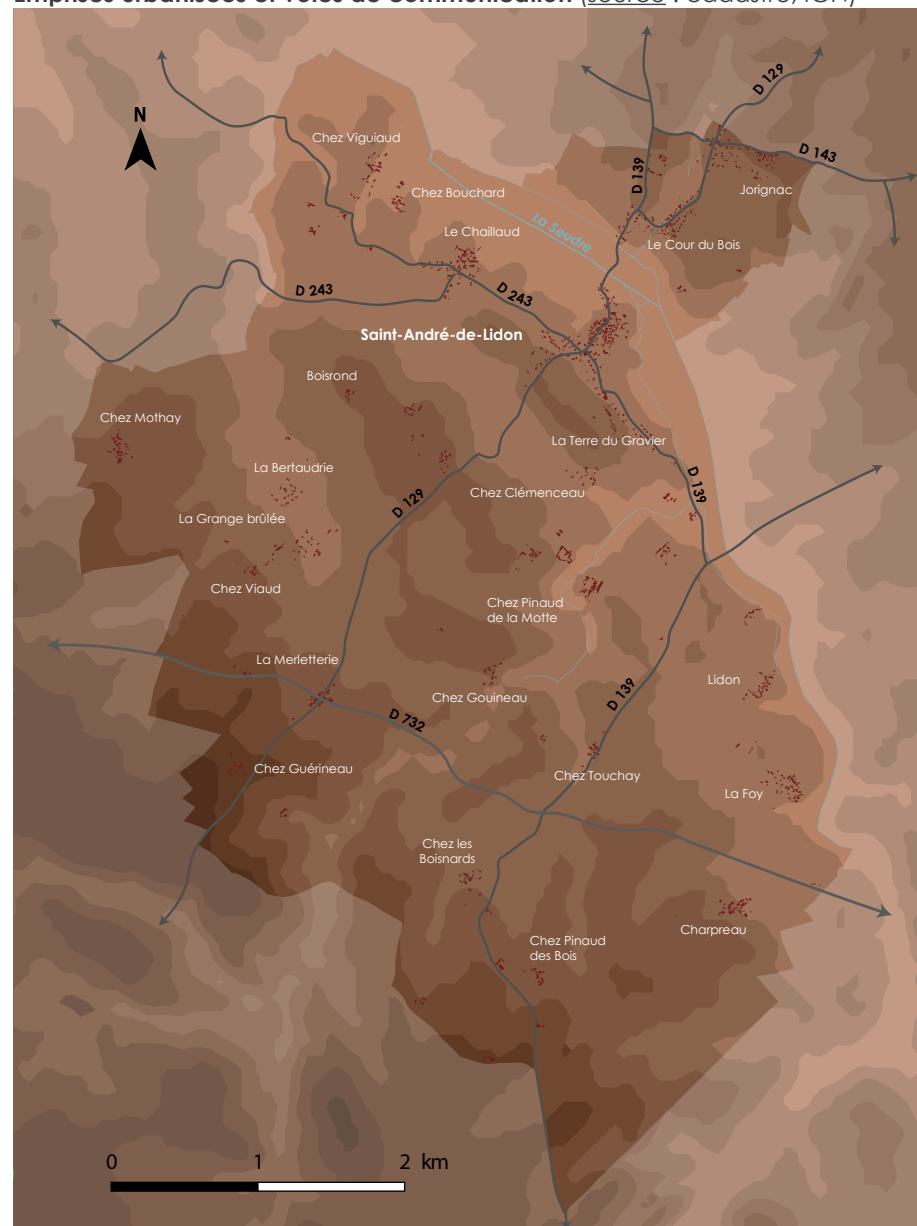 Emprises urbanisées et voies de communication (source : cadastre/IGN)
N
D 129
Chez Viguiaud
D 139
D 143
Jorignac
Chez Bouchard
La Seudre
Le Chaillaud
Le Cour du Bois
D 243
D 243
Saint-André-de-Lidon
Boisrond
Chez Mothay
La Terre du Gravier
La Bertaudrie
Chez Clémenceau
D 139
D 129
La Grange brûlée
Chez Viaud
Chez Pinaud
de la Motte
La Merletterie
Lidon
Chez Gouineau
D 139
D 732
Chez Guérineau
Chez Touchay
La Foy
Chez les
Boisnards
Charpreau
Chez Pinaud
des Bois
0 1 2 km